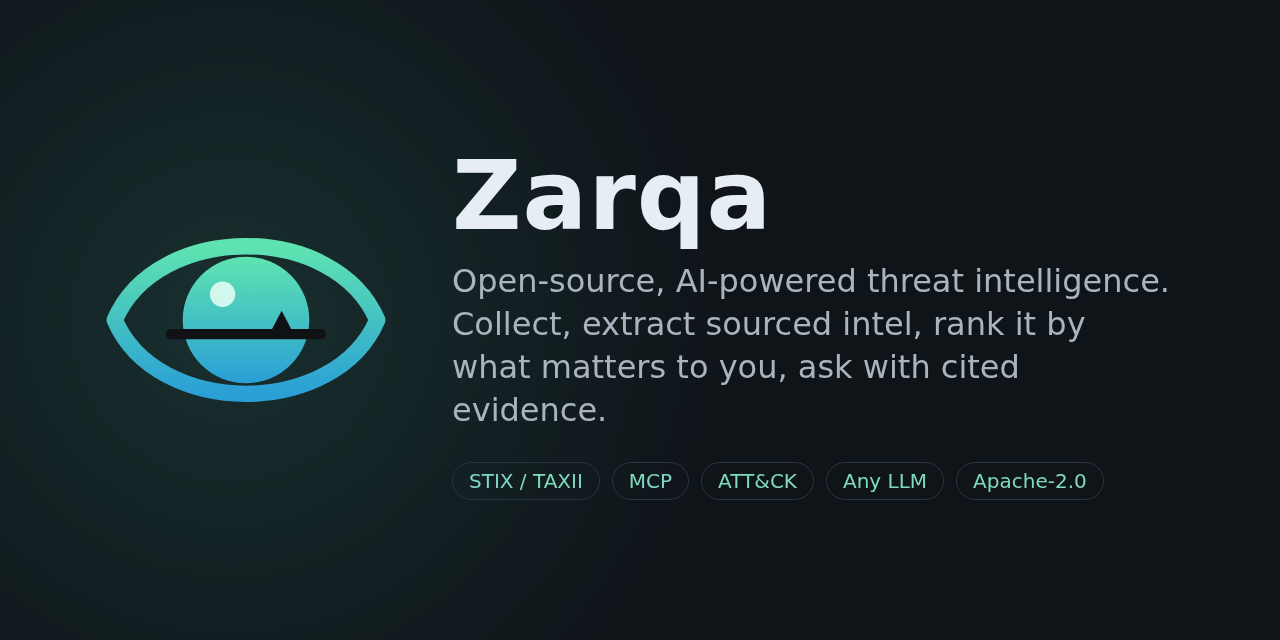 Zarqa
Open-source, AI-powered threat intelligence.
Collect, extract sourced intel, rank it by
what matters to you, ask with cited
evidence.
STIX / TAXII MCP ATT&CK Any LLM Apache-2.0